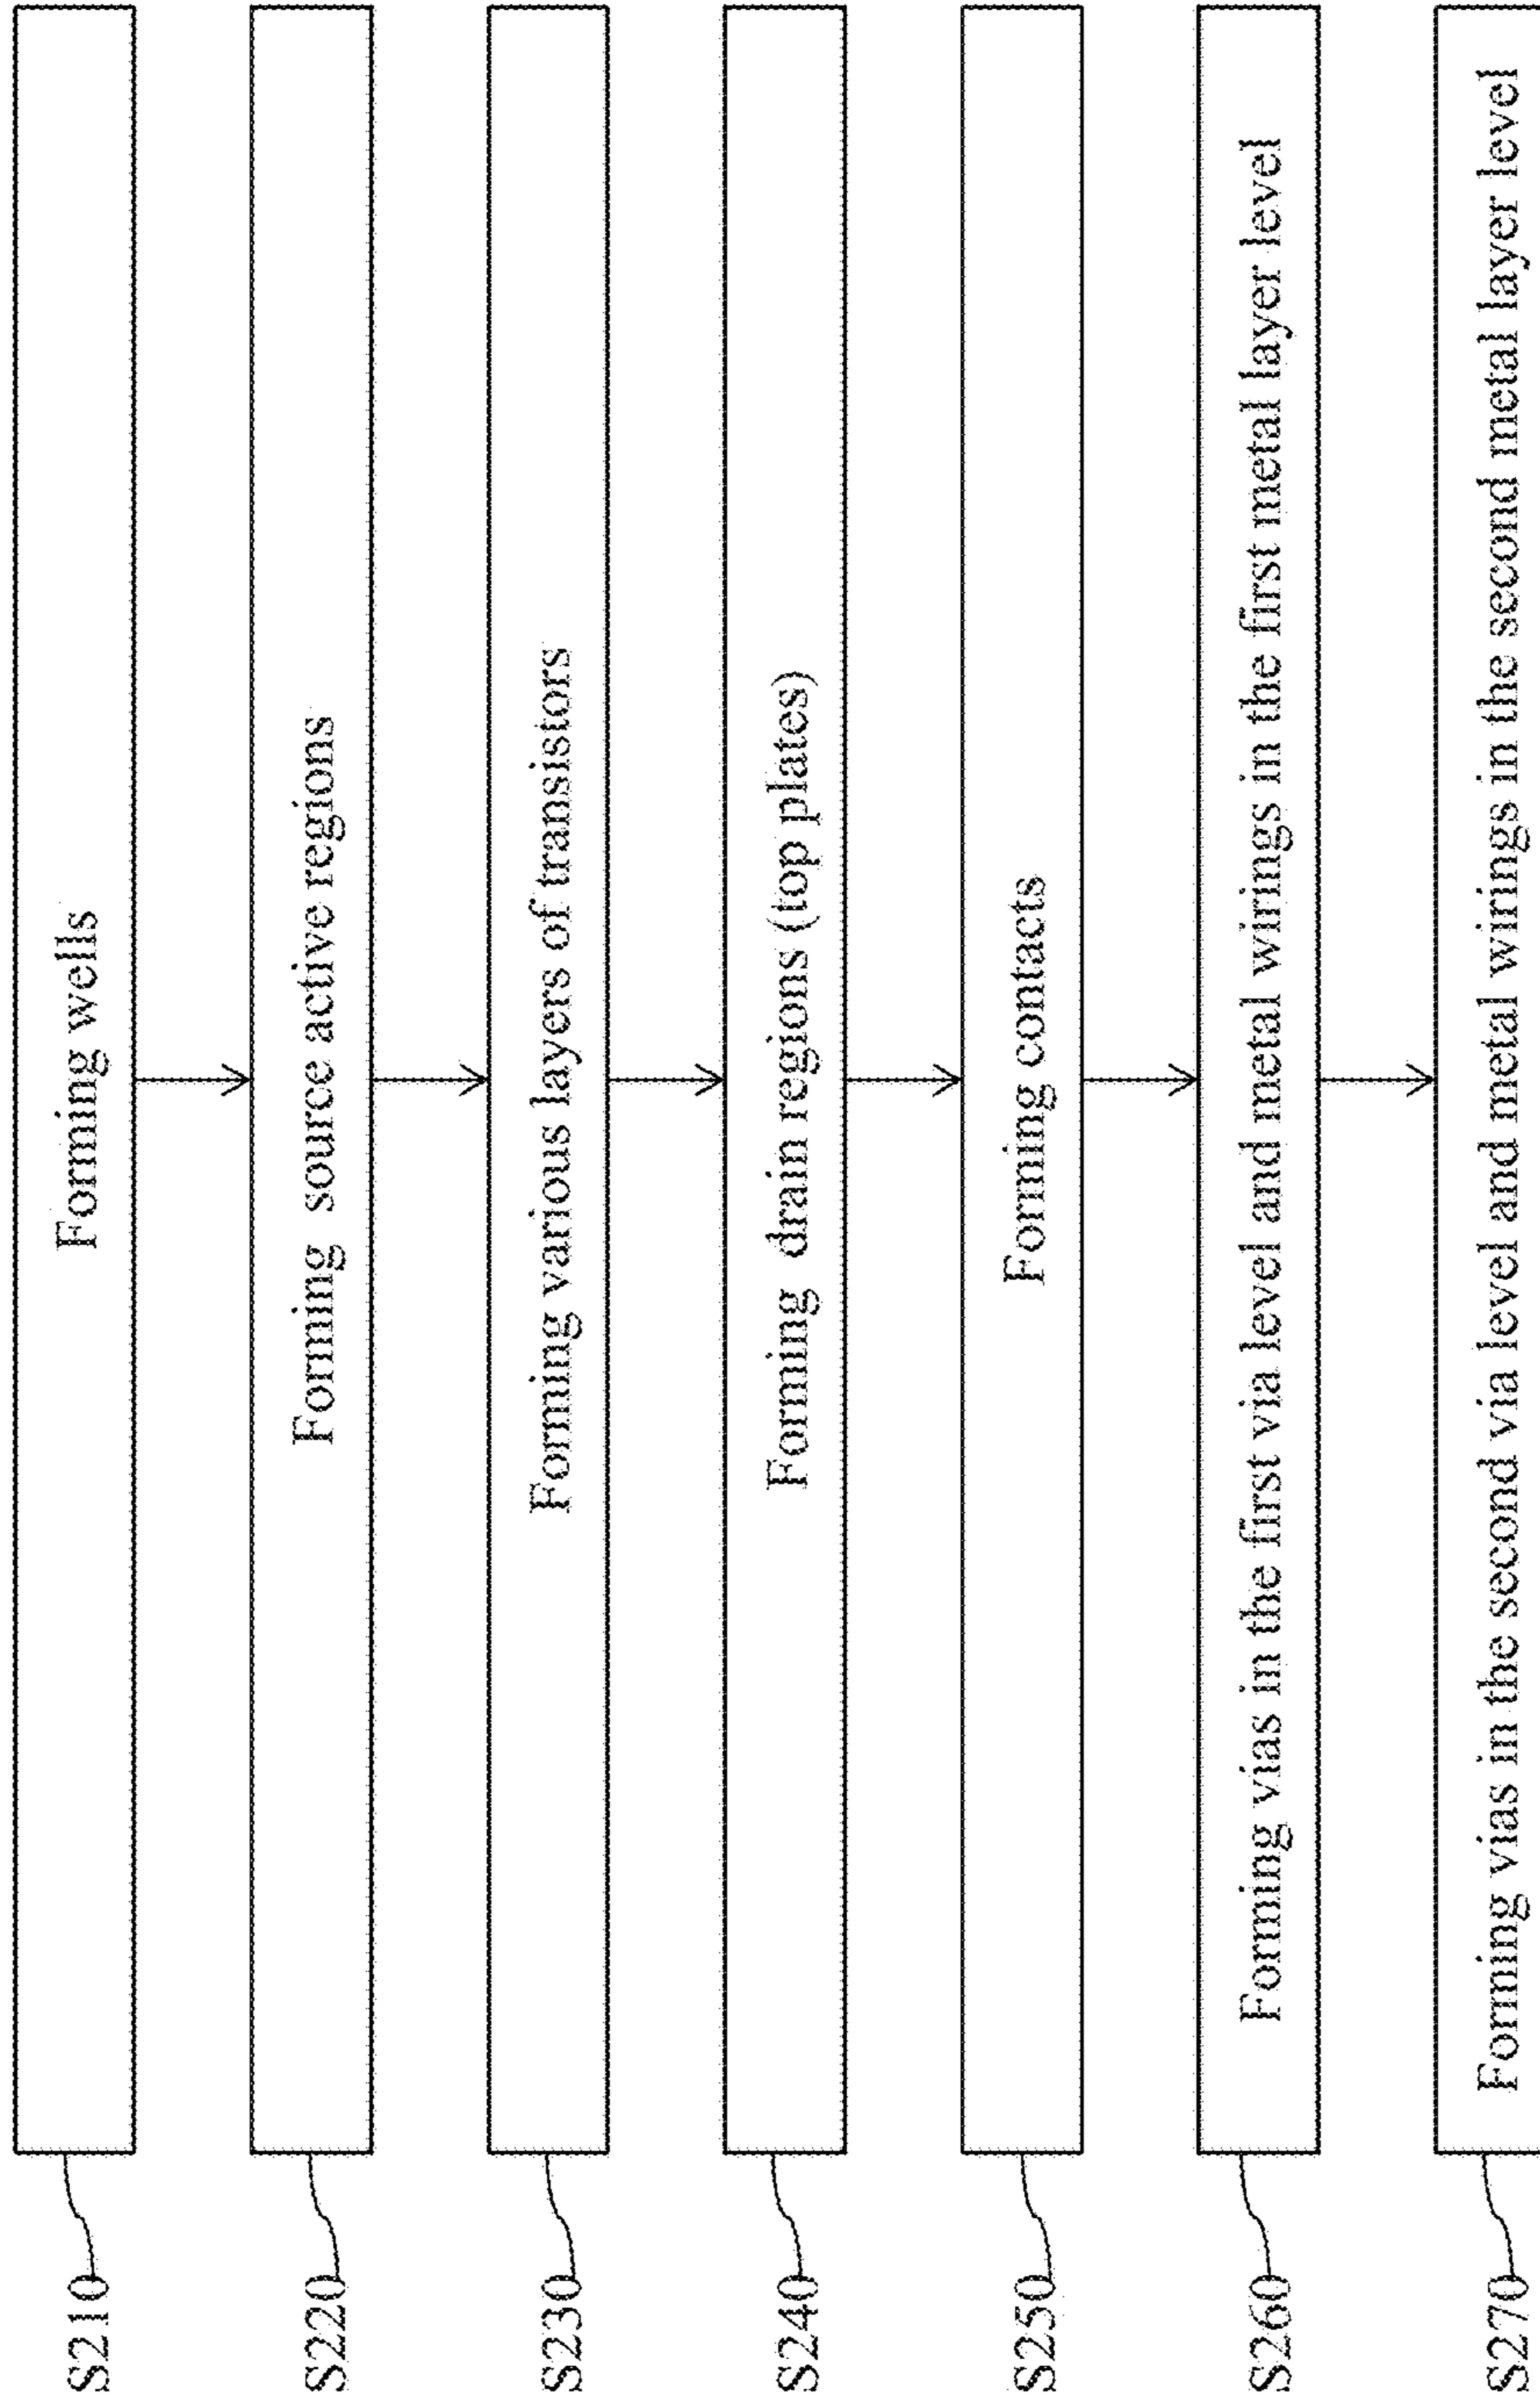 S210
Forming wells
S220
Forming source active regions
S230
Forming various layers of transistors
S240
Forming drain regions (top plates)
S250
Forming contacts
S260
Forming vias in the first via level and metal wirings in the first metal layer level
S270
Forming vias in the second via level and metal wirings in the second metal layer level